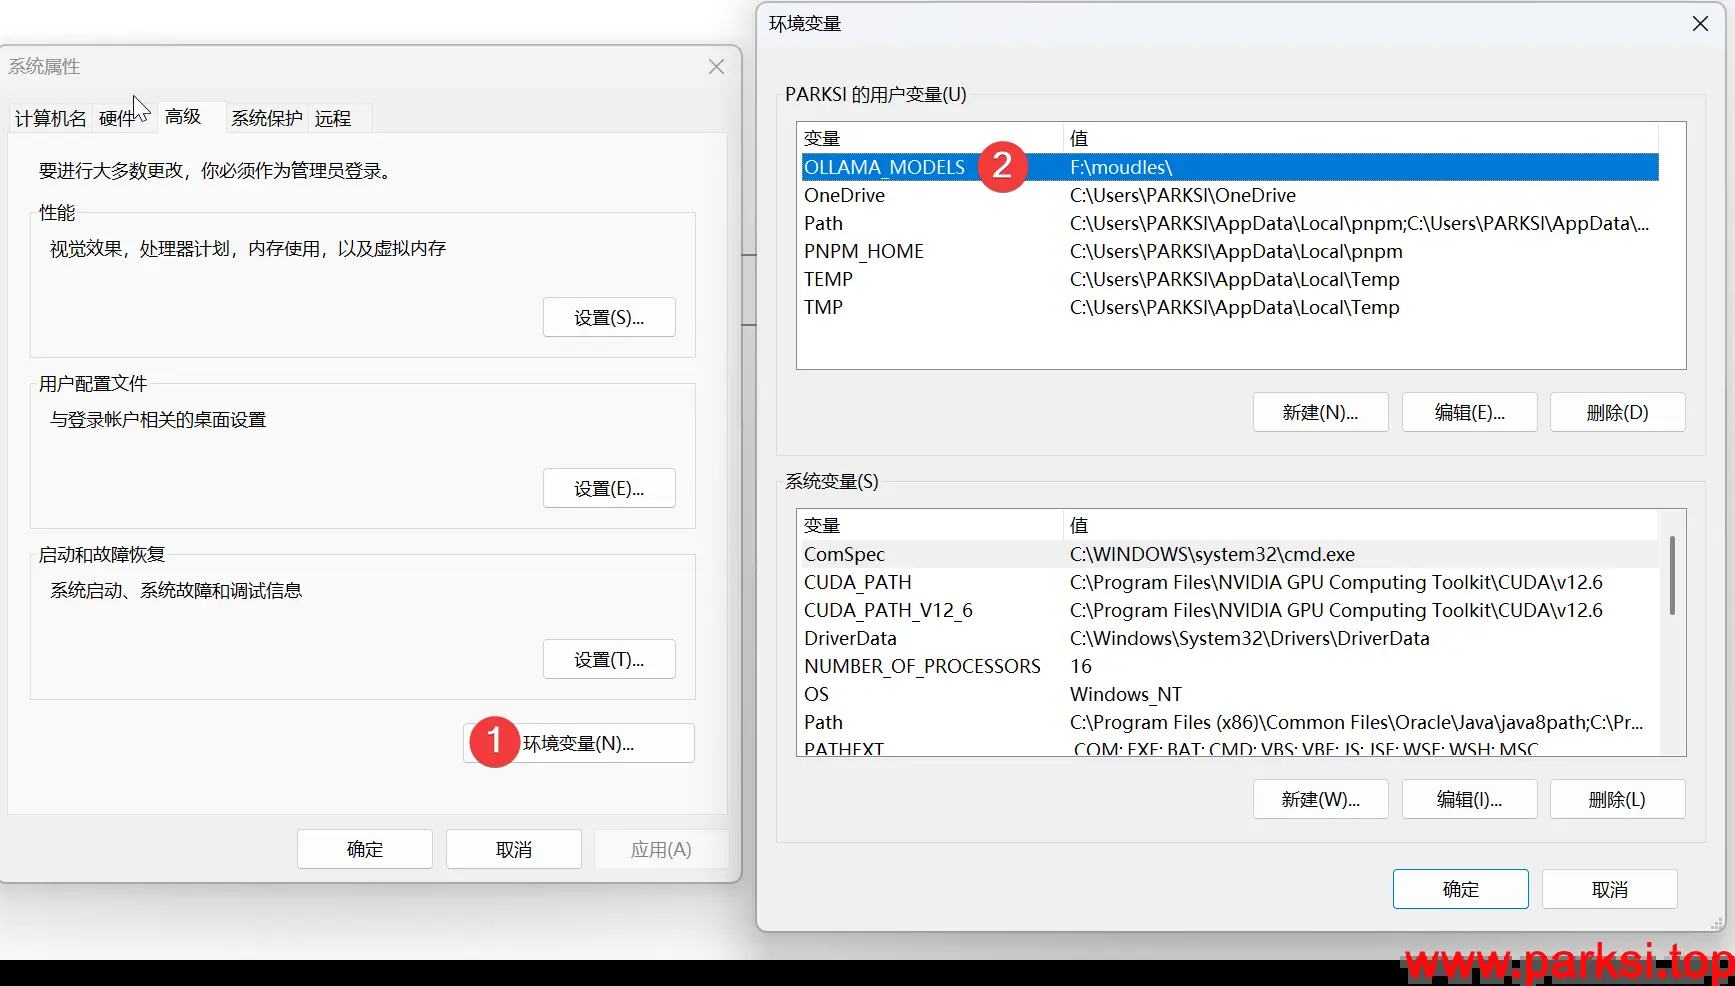 系统属性
计算机名 硬件 高级 系统保护 远程
要进行大多数更改，你必须作为管理员登录。
性能
视觉效果，处理器计划，内存使用，以及虚拟内存
设置(S)...
用户配置文件
与登录帐户相关的桌面设置
设置(E)...
启动和故障恢复
系统启动、系统故障和调试信息
设置(T)...
1 环境变量(N)...
确定 取消 应用(A)
环境变量
PARKSI 的用户变量(U)
变量 值
OLLAMA_MODELS 2 F:\moudles\
OneDrive C:\Users\PARKSI\OneDrive
Path C:\Users\PARKSI\AppData\Local\pnpm;C:\Users\PARKSI\AppData\...
PNPM_HOME C:\Users\PARKSI\AppData\Local\pnpm
TEMP C:\Users\PARKSI\AppData\Local\Temp
TMP C:\Users\PARKSI\AppData\Local\Temp
新建(N)... 编辑(E)... 删除(D)
系统变量(S)
变量 值
ComSpec C:\WINDOWS\system32\cmd.exe
CUDA_PATH C:\Program Files\NVIDIA GPU Computing Toolkit\CUDA\v12.6
CUDA_PATH_V12_6 C:\Program Files\NVIDIA GPU Computing Toolkit\CUDA\v12.6
DriverData C:\Windows\System32\Drivers\DriverData
NUMBER_OF_PROCESSORS 16
OS Windows_NT
Path C:\Program Files (x86)\Common Files\Oracle\Java\java8path;C:\Pr...
PATHEXT .COM;.EXE;.BAT;.CMD;.VBS;.VBE;.JS;.JSE;.WSF;.WSH;.MSC
新建(W)... 编辑(I)... 删除(L)
确定 取消
www.parksi.top